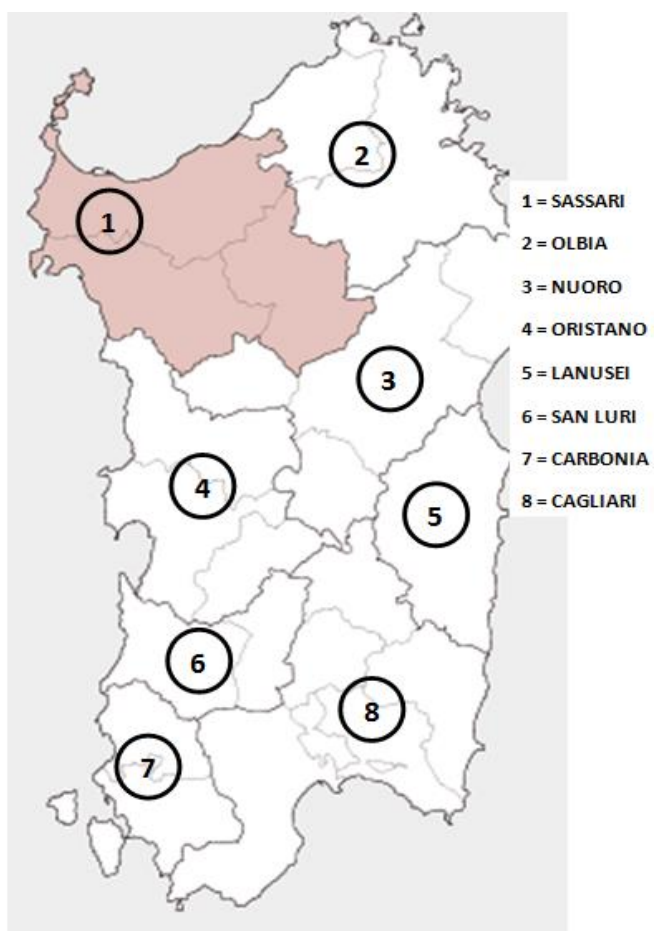 2
1 = SASSARI
1
2 = OLBIA
3 = NUORO
4 = ORISTANO
3
5 = LANUSEI
6 = SAN LURI
7 = CARBONIA
4
8 = CAGLIARI
5
6
8
7